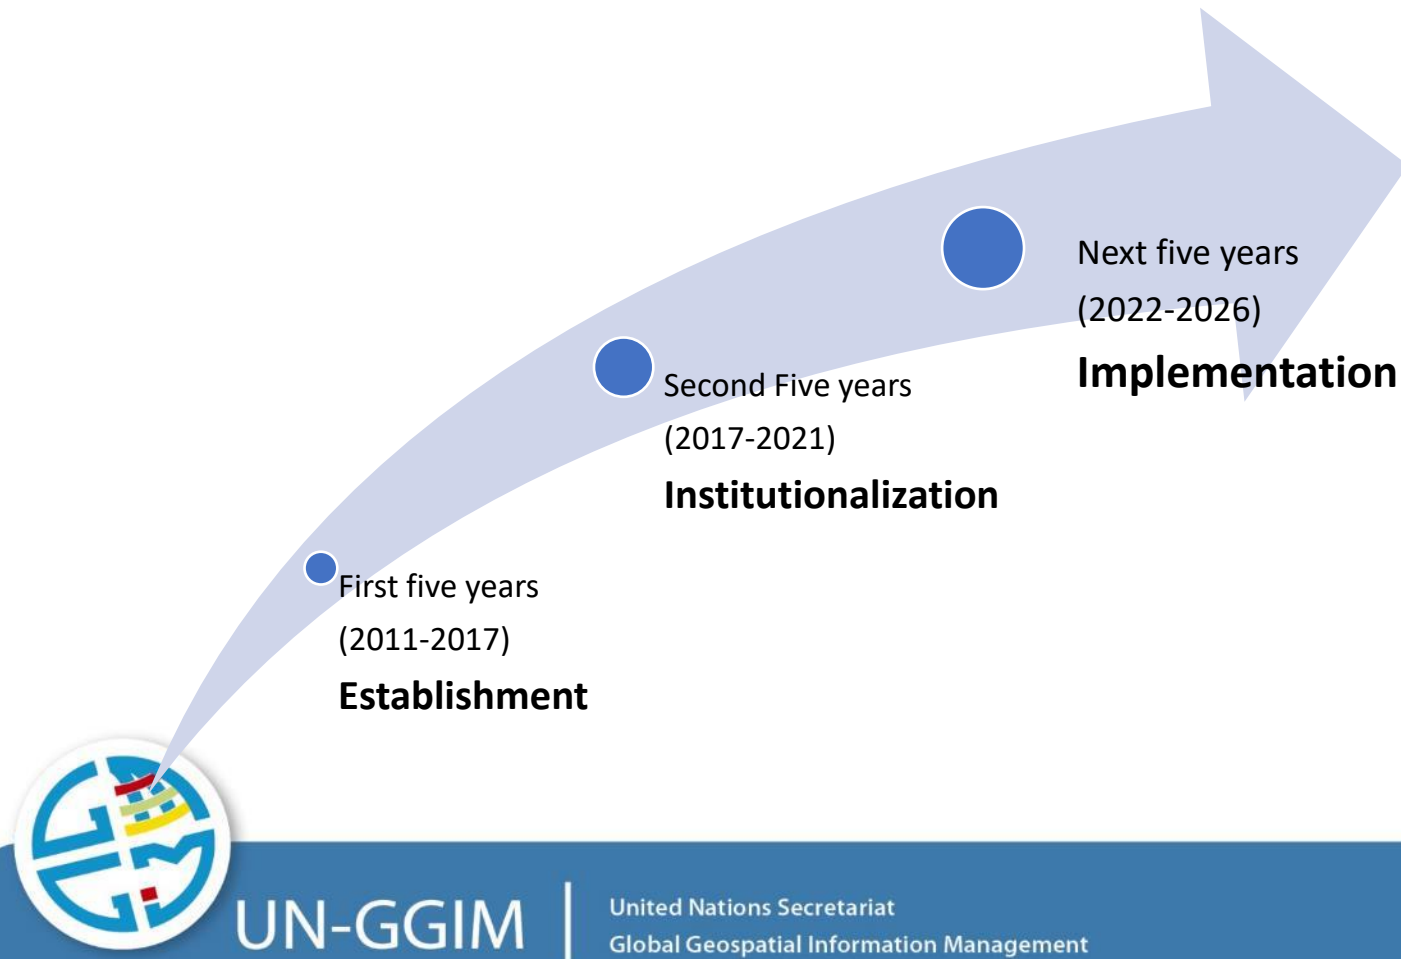 Next five years
(2022-2026)
Implementation
Second Five years
(2017-2021)
Institutionalization
First five years
(2011-2017)
Establishment
UN-GGIM
United Nations Secretariat
Global Geospatial Information Management